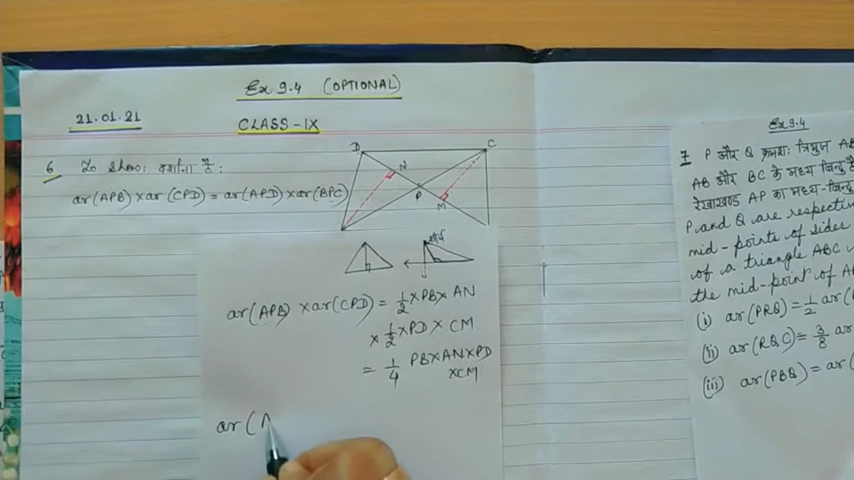 Ex 9.4 (OPTIONAL)
21.01.21
CLASS-IX
6 To show: दर्शाना है:
ar(APB) × ar(CPD) = ar(APD) × ar(BPC)
D
C
N
P
M
शीर्ष
ar(APB) × ar(CPD) = 1/2 × PB × AN
× 1/2 × PD × CM
= 1/4 PB × AN × PD
× CM
ar(A
Ex 9.4
7 P और Q क्रमशः त्रिभुज AB
AB और BC के मध्य बिन्दु है
रेखाखण्ड AP का मध्य-बिन्दु
P and Q are respectiv
mid-points of sides
of a triangle ABC
the mid-point of A
(i) ar(PRQ) = 1/2 ar(
(ii) ar(RQC) = 3/8 ar
(iii) ar(PBQ) = ar(